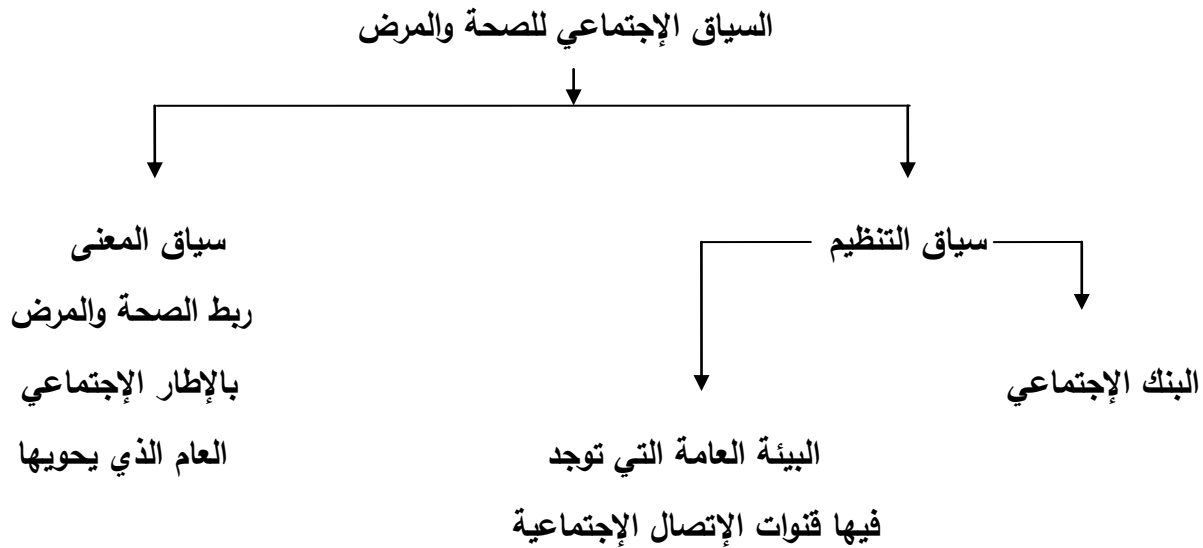 السياق الإجتماعي للصحة والمرض
سياق التنظيم
البنك الإجتماعي
البيئة العامة التي توجد
فيها قنوات الإتصال الإجتماعية
سياق المعنى
ربط الصحة والمرض
بالإطار الإجتماعي
العام الذي يحويها